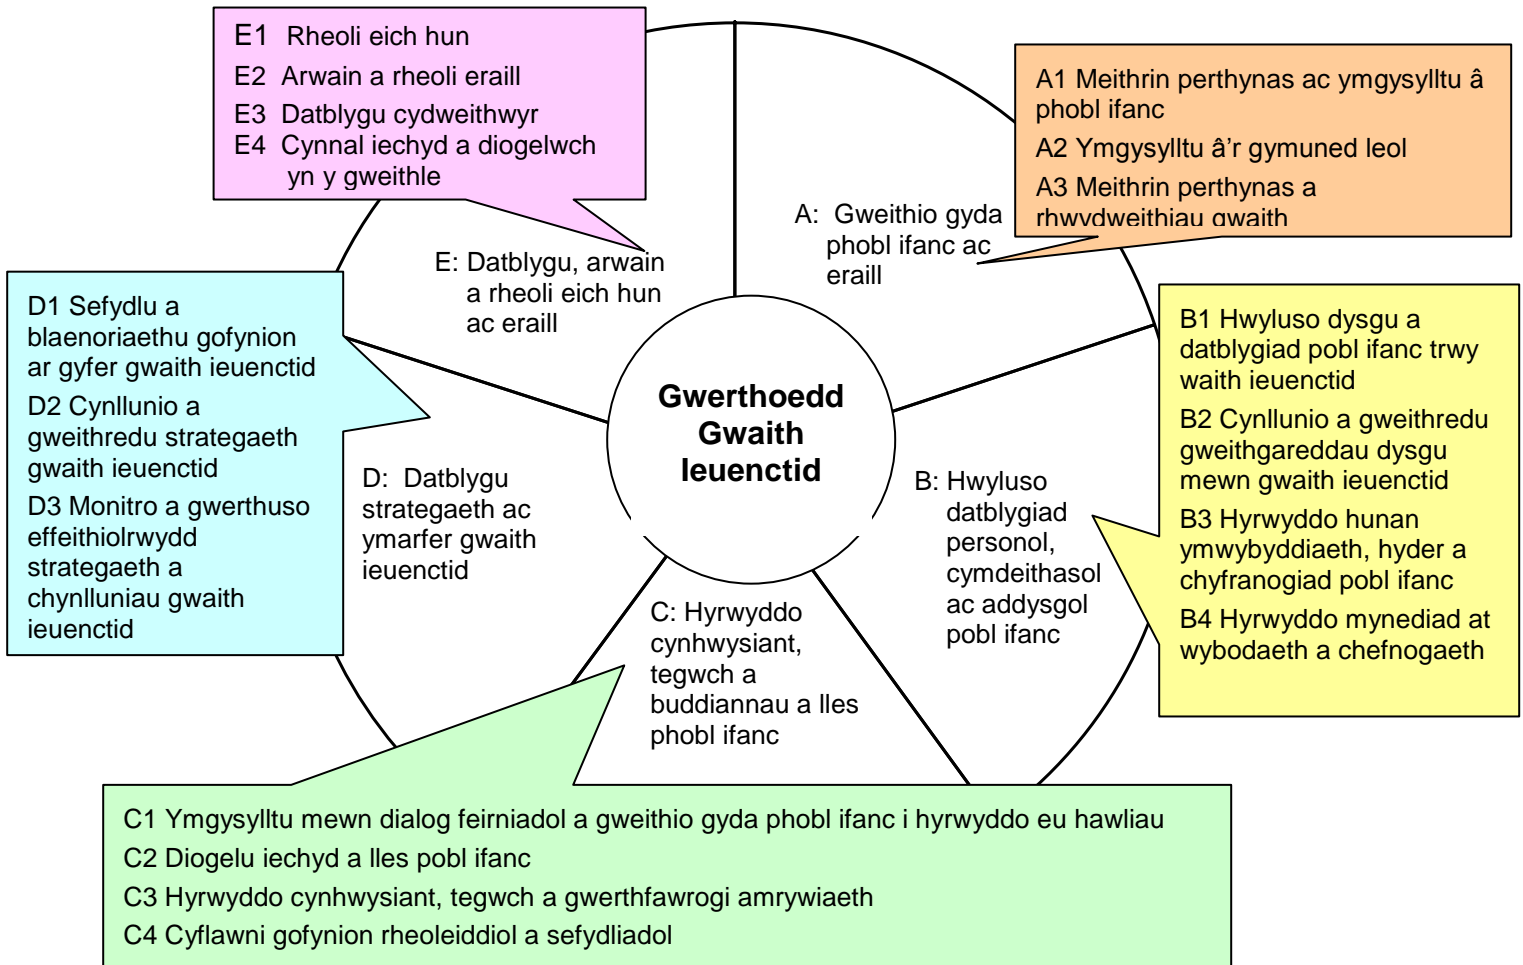 E1 Rheoli eich hun
E2 Arwain a rheoli eraill
E3 Datblygu cydweithwyr
E4 Cynnal iechyd a diogelwch
yn y gweithle
A1 Meithrin perthynas ac ymgysylltu â
phobl ifanc
A2 Ymgysylltu â'r gymuned leol
A3 Meithrin perthynas a
rhwydweithiau gwaith
A: Gweithio gyda
phobl ifanc ac
eraill
E: Datblygu, arwain
a rheoli eich hun
ac eraill
D1 Sefydlu a
blaenoriaethu gofynion
ar gyfer gwaith ieuenctid
D2 Cynllunio a
gweithredu strategaeth
gwaith ieuenctid
D3 Monitro a gwerthuso
effeithiolrwydd
strategaeth a
chynlluniau gwaith
ieuenctid
B1 Hwyluso dysgu a
datblygiad pobl ifanc trwy
waith ieuenctid
B2 Cynllunio a gweithredu
gweithgareddau dysgu
mewn gwaith ieuenctid
B3 Hyrwyddo hunan
ymwybyddiaeth, hyder a
chyfranogiad pobl ifanc
B4 Hyrwyddo mynediad at
wybodaeth a chefnogaeth
Gwerthoedd
Gwaith
Ieuenctid
D: Datblygu
strategaeth ac
ymarfer gwaith
ieuenctid
B: Hwyluso
datblygiad
personol,
cymdeithasol
ac addysgol
pobl ifanc
C: Hyrwyddo
cynhwysiant,
tegwch a
buddiannau a lles
phobl ifanc
C1 Ymgysylltu mewn dialog feirniadol a gweithio gyda phobl ifanc i hyrwyddo eu hawliau
C2 Diogelu iechyd a lles pobl ifanc
C3 Hyrwyddo cynhwysiant, tegwch a gwerthfawrogi amrywiaeth
C4 Cyflawni gofynion rheoleiddiol a sefydliadol